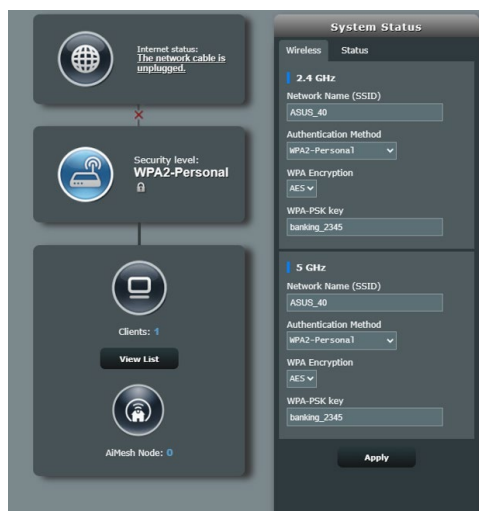 Internet status:
The network cable is
unplugged.
Security level:
WPA2-Personal
Clients: 1
View List
AiMesh Node: 0
System Status
Wireless Status
2.4 GHz
Network Name (SSID)
ASUS_40
Authentication Method
WPA2-Personal
WPA Encryption
AES
WPA-PSK key
banking_2345
5 GHz
Network Name (SSID)
ASUS_40
Authentication Method
WPA2-Personal
WPA Encryption
AES
WPA-PSK key
banking_2345
Apply